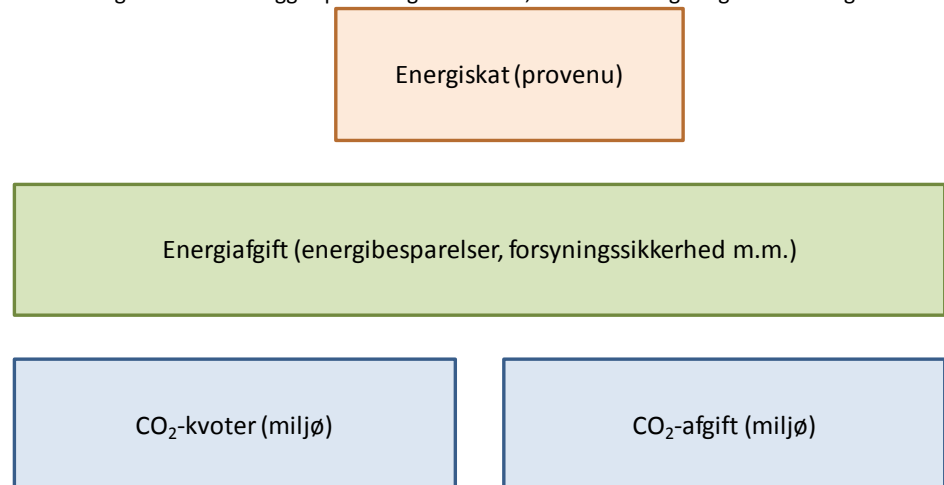 Energiskat (provenu)
Energiafgift (energibesparelser, forsyningssikkerhed m.m.)
CO₂-kvoter (miljø)
CO₂-afgift (miljø)